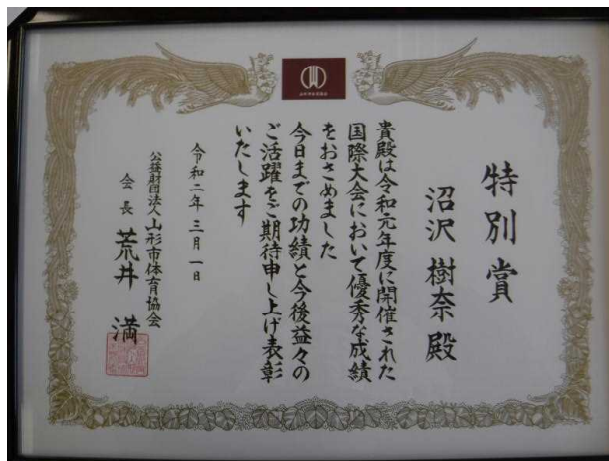 特別賞
沼沢 樹奈 殿
貴殿は令和元年度に開催された
国際大会において優秀な成績
をおさめました
今日までの功績と今後益々の
ご活躍をご期待申し上げ表彰
いたします
令和二年三月一日
公益財団法人山形市体育協会
会長 荒井 満